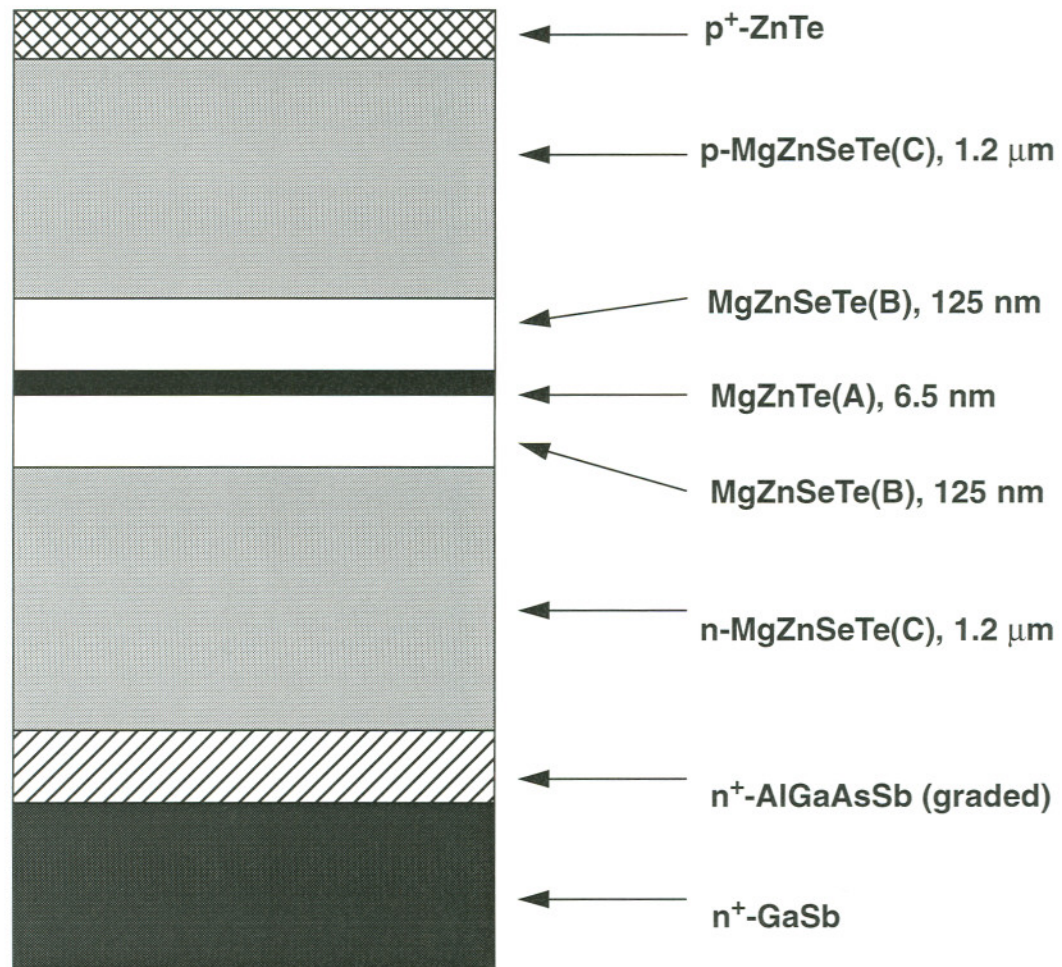 p⁺-ZnTe
p-MgZnSeTe(C), 1.2 μm
MgZnSeTe(B), 125 nm
MgZnTe(A), 6.5 nm
MgZnSeTe(B), 125 nm
n-MgZnSeTe(C), 1.2 μm
n⁺-AlGaAsSb (graded)
n⁺-GaSb